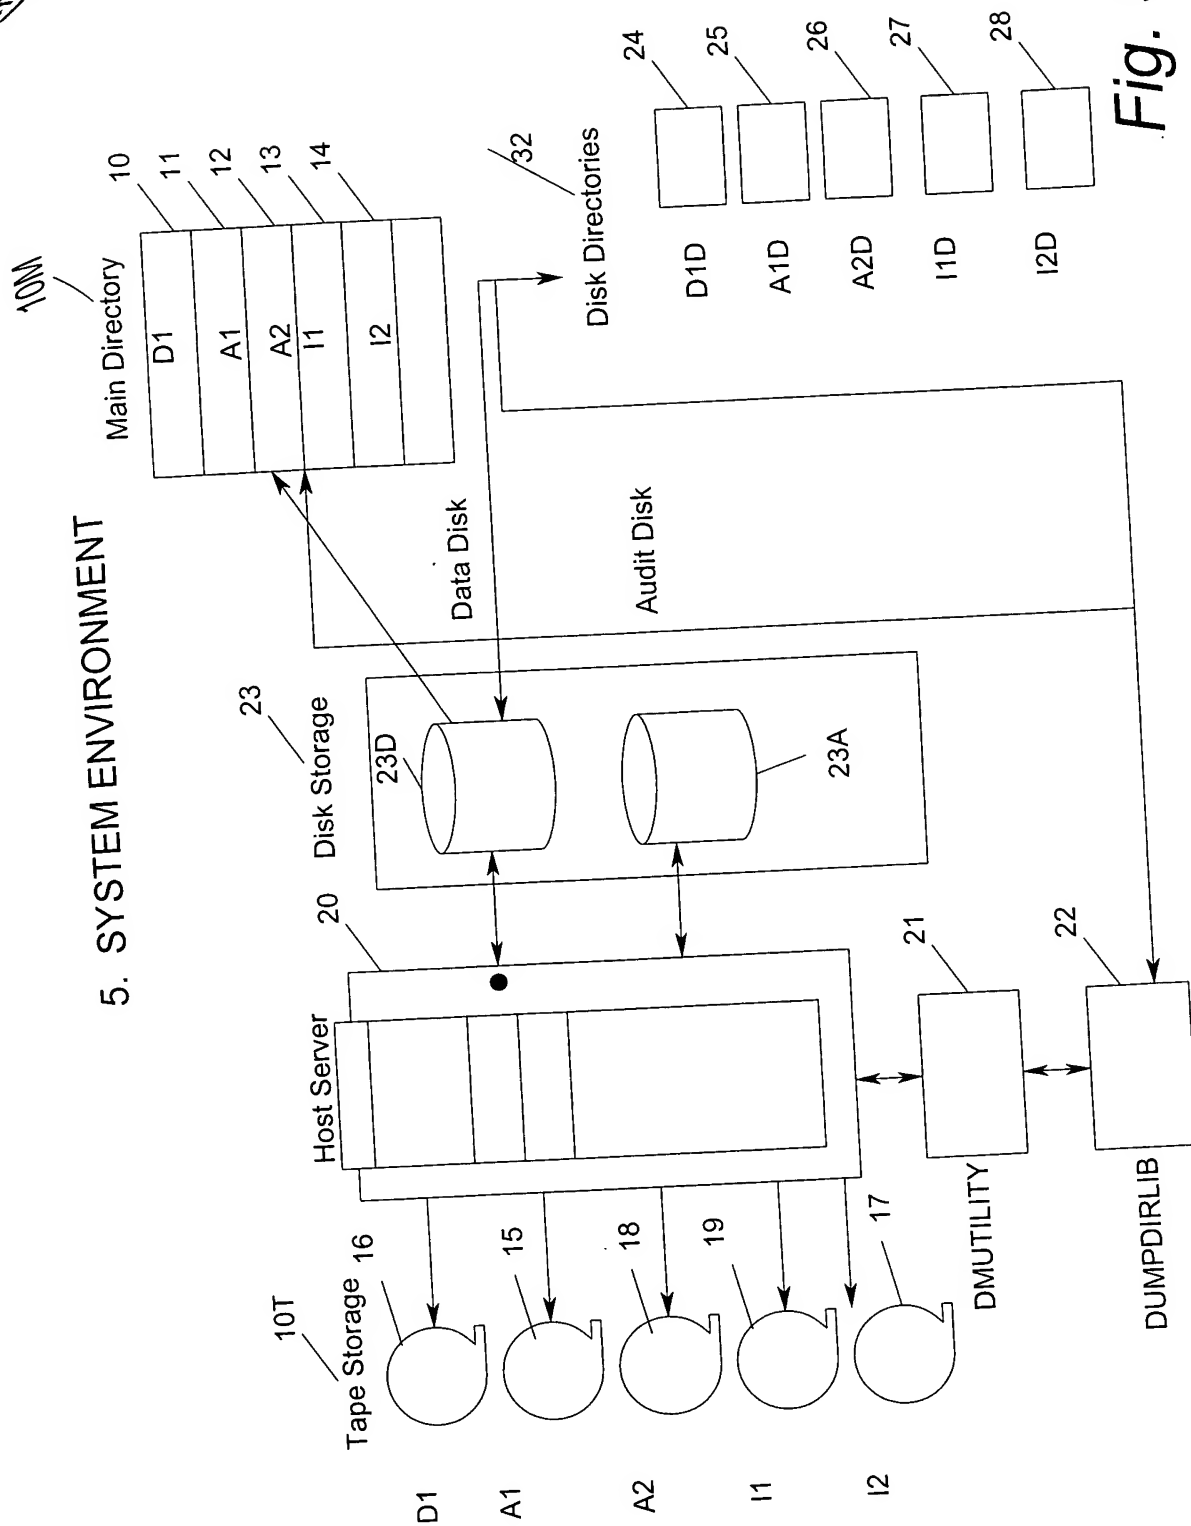 5. SYSTEM ENVIRONMENT
10T
Tape Storage
D1
16
A1
15
A2
18
I1
19
I2
17
Host Server
20
DMUTILITY
21
DUMPDIRLIB
22
Disk Storage
23
23D
23A
Data Disk
Audit Disk
10M
Main Directory
D1
10
A1
11
A2
12
I1
13
I2
14
32
Disk Directories
D1D
24
A1D
25
A2D
26
I1D
27
I2D
28
Fig.